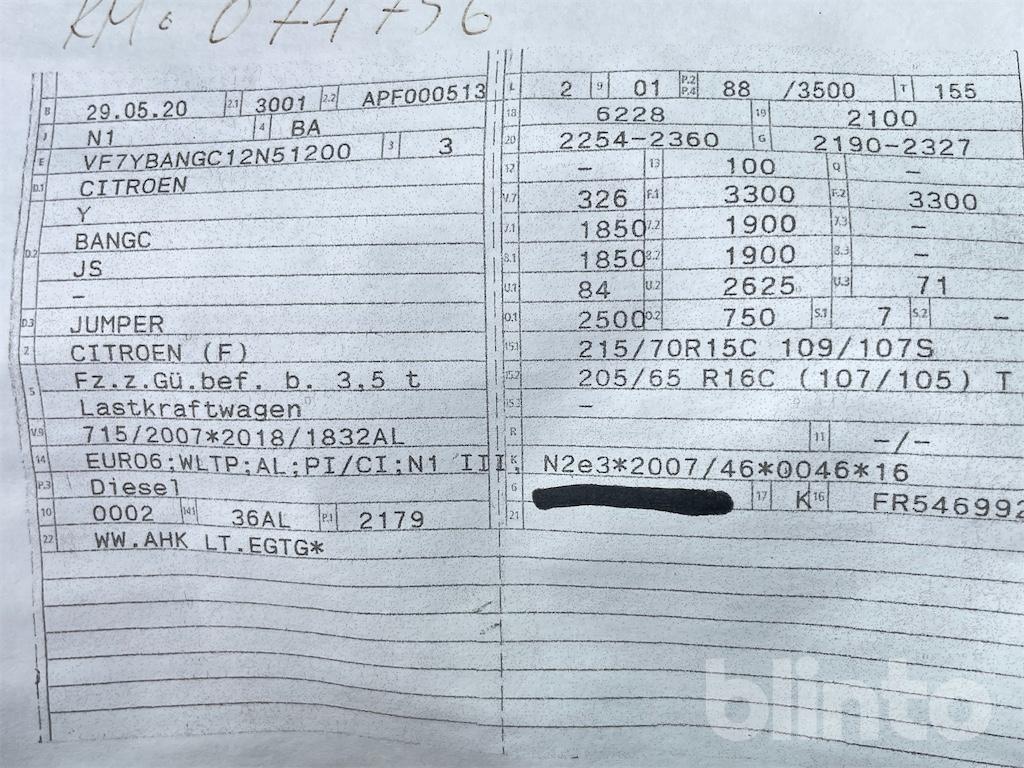 KM: 074756
B 29.05.20 2.1 3001 2.2 APF000513
J N1 4 BA
E VF7YBANGC12N51200 3 3
D.1 CITROEN
Y
D.2 BANGC
JS
–
D.3 JUMPER
2 CITROEN (F)
5 Fz.z.Gü.bef. b. 3,5 t
Lastkraftwagen
V.9 715/2007*2018/1832AL
14 EURO6;WLTP;AL;PI/CI;N1 III,
P.3 Diesel
10 0002 14.1 36AL P.1 2179
22 WW.AHK LT.EGTG*
L 2 9 01 P.2 P.4 88 /3500 T 155
18 6228 19 2100
20 2254-2360 G 2190-2327
12 – 13 100 Q –
V.7 326 F.1 3300 F.2 3300
7.1 1850 7.2 1900 7.3 –
8.1 1850 8.2 1900 8.3 –
U.1 84 U.2 2625 U.3 71
O.1 2500 O.2 750 S.1 7 S.2 –
15.1 215/70R15C 109/107S
15.2 205/65 R16C (107/105) T
15.3 –
R 11 –/–
K N2e3*2007/46*0046*16
6 17 K 16 FR546992
21
blinto